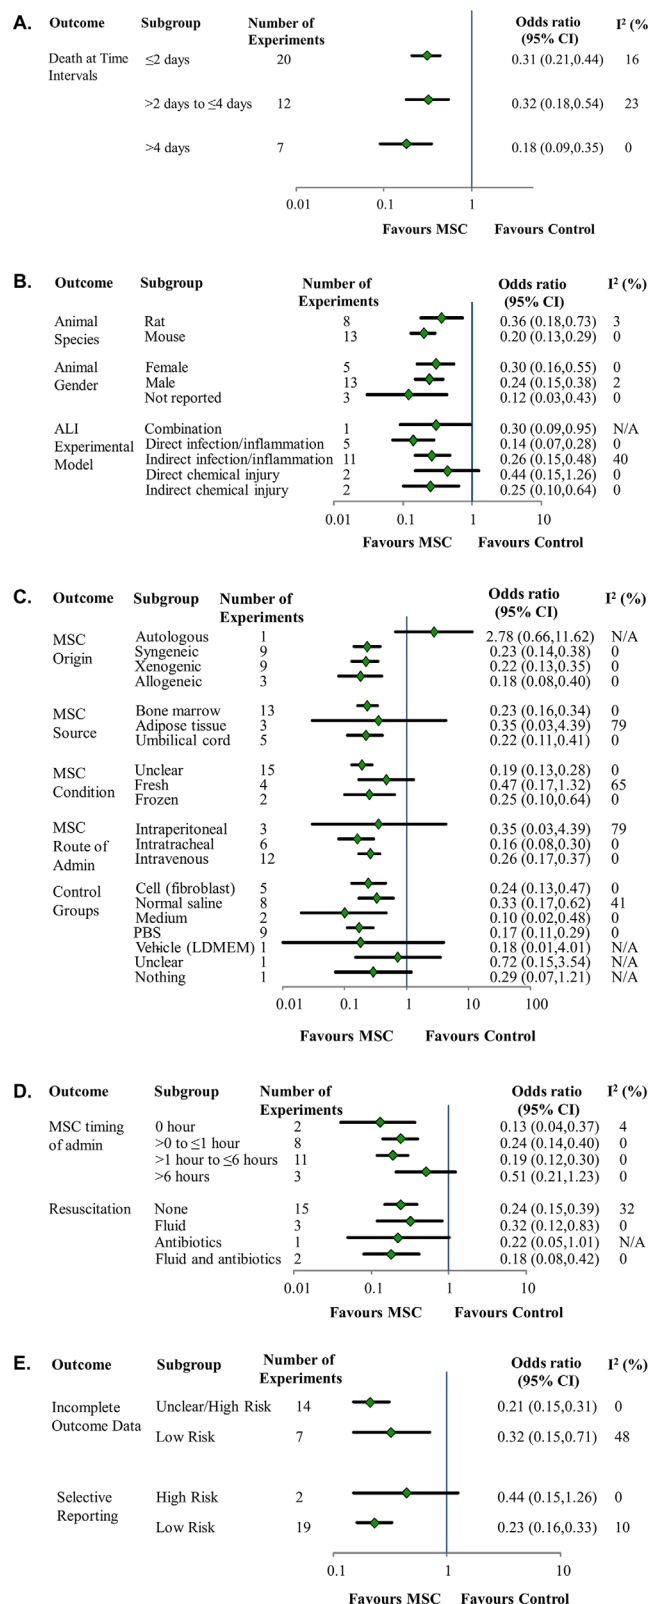 A. Outcome Subgroup Number of Experiments Odds ratio (95% CI) I² (%
Death at Time Intervals ≤2 days 20 0.31 (0.21,0.44) 16
>2 days to ≤4 days 12 0.32 (0.18,0.54) 23
>4 days 7 0.18 (0.09,0.35) 0
0.01 0.1 1
Favours MSC Favours Control
B. Outcome Subgroup Number of Experiments Odds ratio (95% CI) I² (%)
Animal Species Rat 8 0.36 (0.18,0.73) 3
Mouse 13 0.20 (0.13,0.29) 0
Animal Gender Female 5 0.30 (0.16,0.55) 0
Male 13 0.24 (0.15,0.38) 2
Not reported 3 0.12 (0.03,0.43) 0
ALI Experimental Model Combination 1 0.30 (0.09,0.95) N/A
Direct infection/inflammation 5 0.14 (0.07,0.28) 0
Indirect infection/inflammation 11 0.26 (0.15,0.48) 40
Direct chemical injury 2 0.44 (0.15,1.26) 0
Indirect chemical injury 2 0.25 (0.10,0.64) 0
0.01 0.1 1 10
Favours MSC Favours Control
C. Outcome Subgroup Number of Experiments Odds ratio (95% CI) I² (%)
MSC Origin Autologous 1 2.78 (0.66,11.62) N/A
Syngeneic 9 0.23 (0.14,0.38) 0
Xenogenic 9 0.22 (0.13,0.35) 0
Allogeneic 3 0.18 (0.08,0.40) 0
MSC Source Bone marrow 13 0.23 (0.16,0.34) 0
Adipose tissue 3 0.35 (0.03,4.39) 79
Umbilical cord 5 0.22 (0.11,0.41) 0
MSC Condition Unclear 15 0.19 (0.13,0.28) 0
Fresh 4 0.47 (0.17,1.32) 65
Frozen 2 0.25 (0.10,0.64) 0
MSC Route of Admin Intraperitoneal 3 0.35 (0.03,4.39) 79
Intratracheal 6 0.16 (0.08,0.30) 0
Intravenous 12 0.26 (0.17,0.37) 0
Control Groups Cell (fibroblast) 5 0.24 (0.13,0.47) 0
Normal saline 8 0.33 (0.17,0.62) 41
Medium 2 0.10 (0.02,0.48) 0
PBS 9 0.17 (0.11,0.29) 0
Vehicle (LDMEM) 1 0.18 (0.01,4.01) N/A
Unclear 1 0.72 (0.15,3.54) N/A
Nothing 1 0.29 (0.07,1.21) N/A
0.01 0.1 1 10 100
Favours MSC Favours Control
D. Outcome Subgroup Number of Experiments Odds ratio (95% CI) I² (%)
MSC timing of admin 0 hour 2 0.13 (0.04,0.37) 4
>0 to ≤1 hour 8 0.24 (0.14,0.40) 0
>1 hour to ≤6 hours 11 0.19 (0.12,0.30) 0
>6 hours 3 0.51 (0.21,1.23) 0
Resuscitation None 15 0.24 (0.15,0.39) 32
Fluid 3 0.32 (0.12,0.83) 0
Antibiotics 1 0.22 (0.05,1.01) N/A
Fluid and antibiotics 2 0.18 (0.08,0.42) 0
0.01 0.1 1 10
Favours MSC Favours Control
E. Outcome Subgroup Number of Experiments Odds ratio (95% CI) I² (%)
Incomplete Outcome Data Unclear/High Risk 14 0.21 (0.15,0.31) 0
Low Risk 7 0.32 (0.15,0.71) 48
Selective Reporting High Risk 2 0.44 (0.15,1.26) 0
Low Risk 19 0.23 (0.16,0.33) 10
0.1 1 10
Favours MSC Favours Control